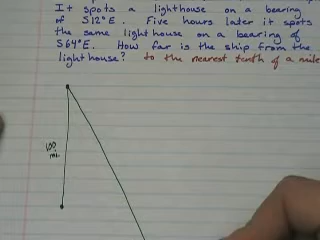 It spots a lighthouse on a bearing
of S12°E. Five hours later it spots
the same lighthouse on a bearing of
S64°E. How far is the ship from the
lighthouse? to the nearest tenth of a mile
100
mi